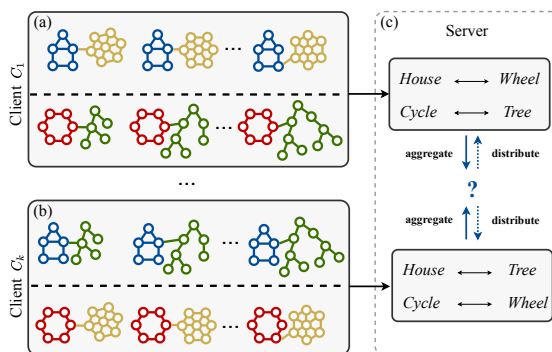 (a)
Client C1
...
...
...
(b)
Client Ck
...
...
(c)
Server
House ⟷ Wheel
Cycle ⟷ Tree
aggregate distribute
?
aggregate distribute
House ⟷ Tree
Cycle ⟷ Wheel